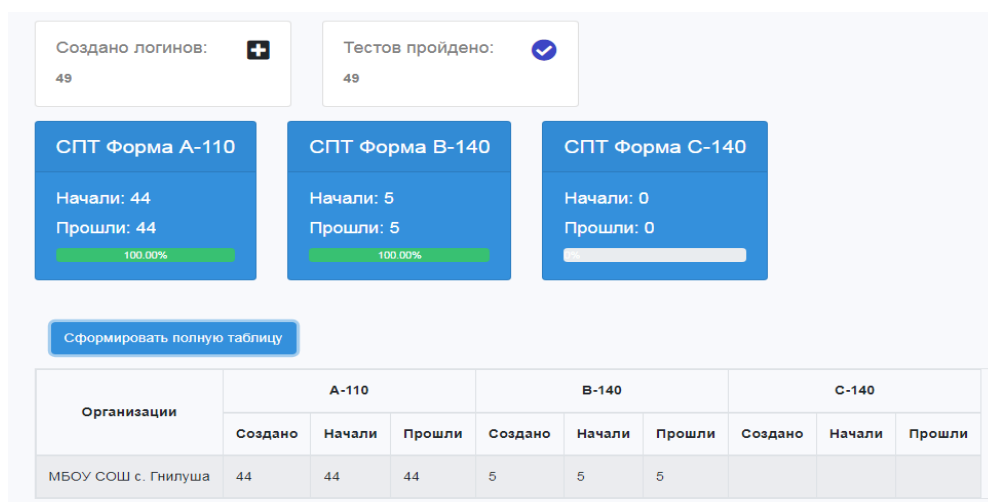 Создано логинов:
49
Тестов пройдено:
49
СПТ Форма А-110
Начали: 44
Прошли: 44
100.00%
СПТ Форма В-140
Начали: 5
Прошли: 5
100.00%
СПТ Форма С-140
Начали: 0
Прошли: 0
0%
Сформировать полную таблицу
Организации
А-110
В-140
С-140
Создано Начали Прошли Создано Начали Прошли Создано Начали Прошли
МБОУ СОШ с. Гнилуша 44 44 44 5 5 5